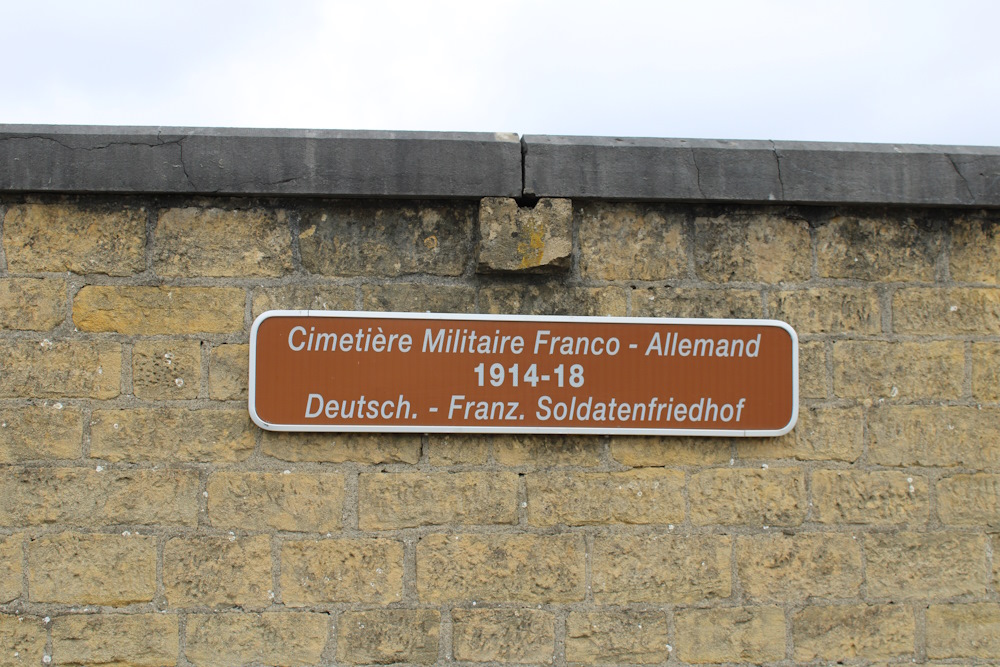 Cimetière Militaire Franco - Allemand
1914-18
Deutsch. - Franz. Soldatenfriedhof